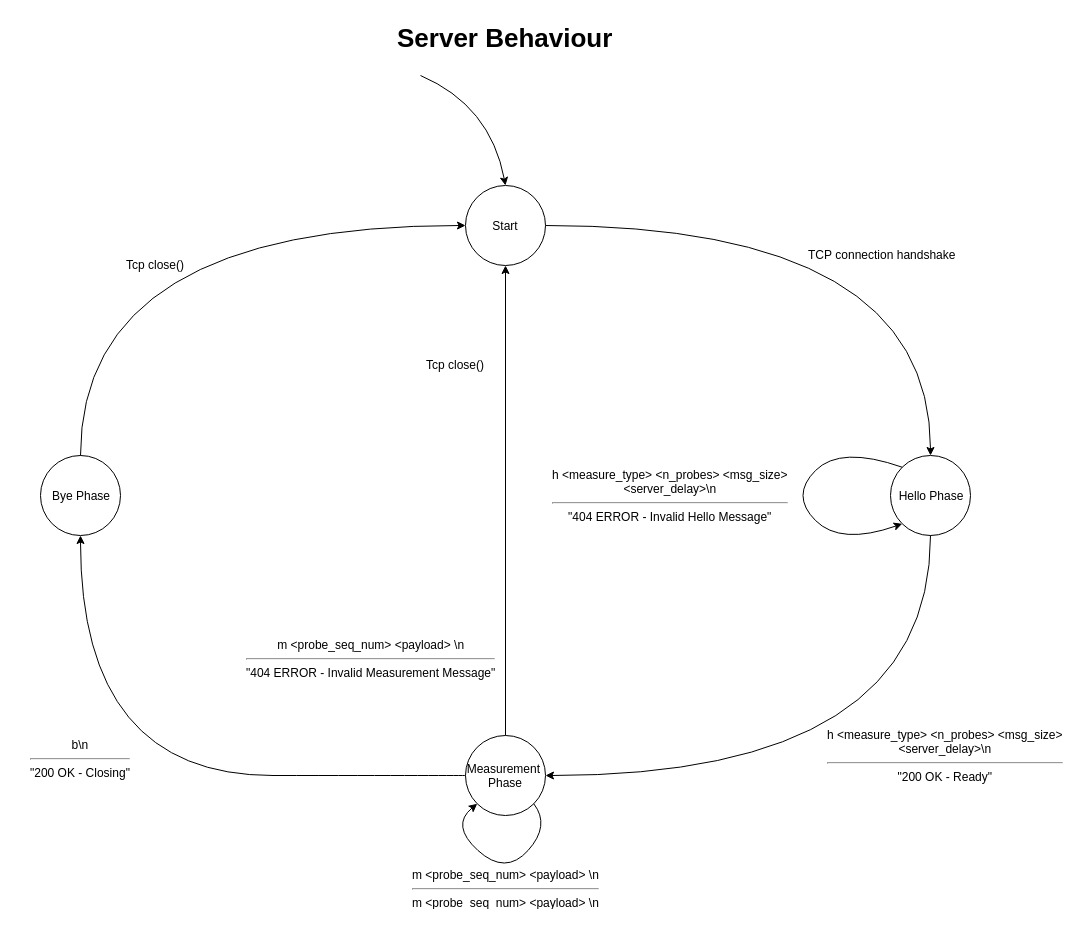 Server Behaviour
Start
TCP connection handshake
Tcp close()
Tcp close()
h <measure_type> <n_probes> <msg_size>
<server_delay>\n
"404 ERROR - Invalid Hello Message"
Hello Phase
Bye Phase
m <probe_seq_num> <payload> \n
"404 ERROR - Invalid Measurement Message"
h <measure_type> <n_probes> <msg_size>
<server_delay>\n
"200 OK - Ready"
b\n
"200 OK - Closing"
Measurement
Phase
m <probe_seq_num> <payload> \n
m <probe_seq_num> <payload> \n